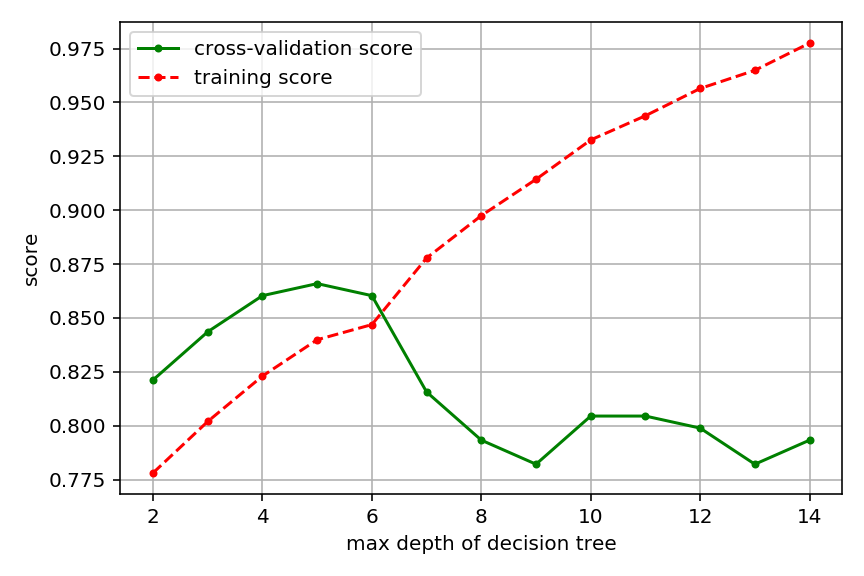 cross-validation score
training score
0.975
0.950
0.925
0.900
0.875
0.850
0.825
0.800
0.775
score
2 4 6 8 10 12 14
max depth of decision tree